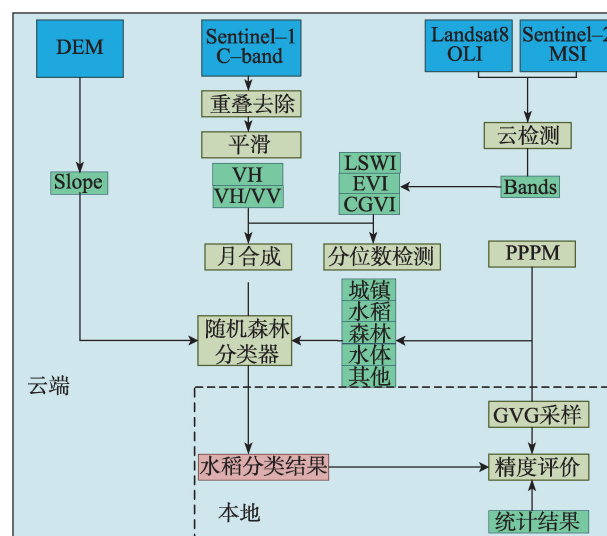 DEM
Sentinel–1
C–band
Landsat8
OLI
Sentinel–2
MSI
重叠去除
平滑
云检测
Slope
VH
VH/VV
LSWI
EVI
CGVI
Bands
月合成
分位数检测
PPPM
城镇
水稻
森林
水体
其他
随机森林
分类器
云端
GVG采样
水稻分类结果
精度评价
本地
统计结果